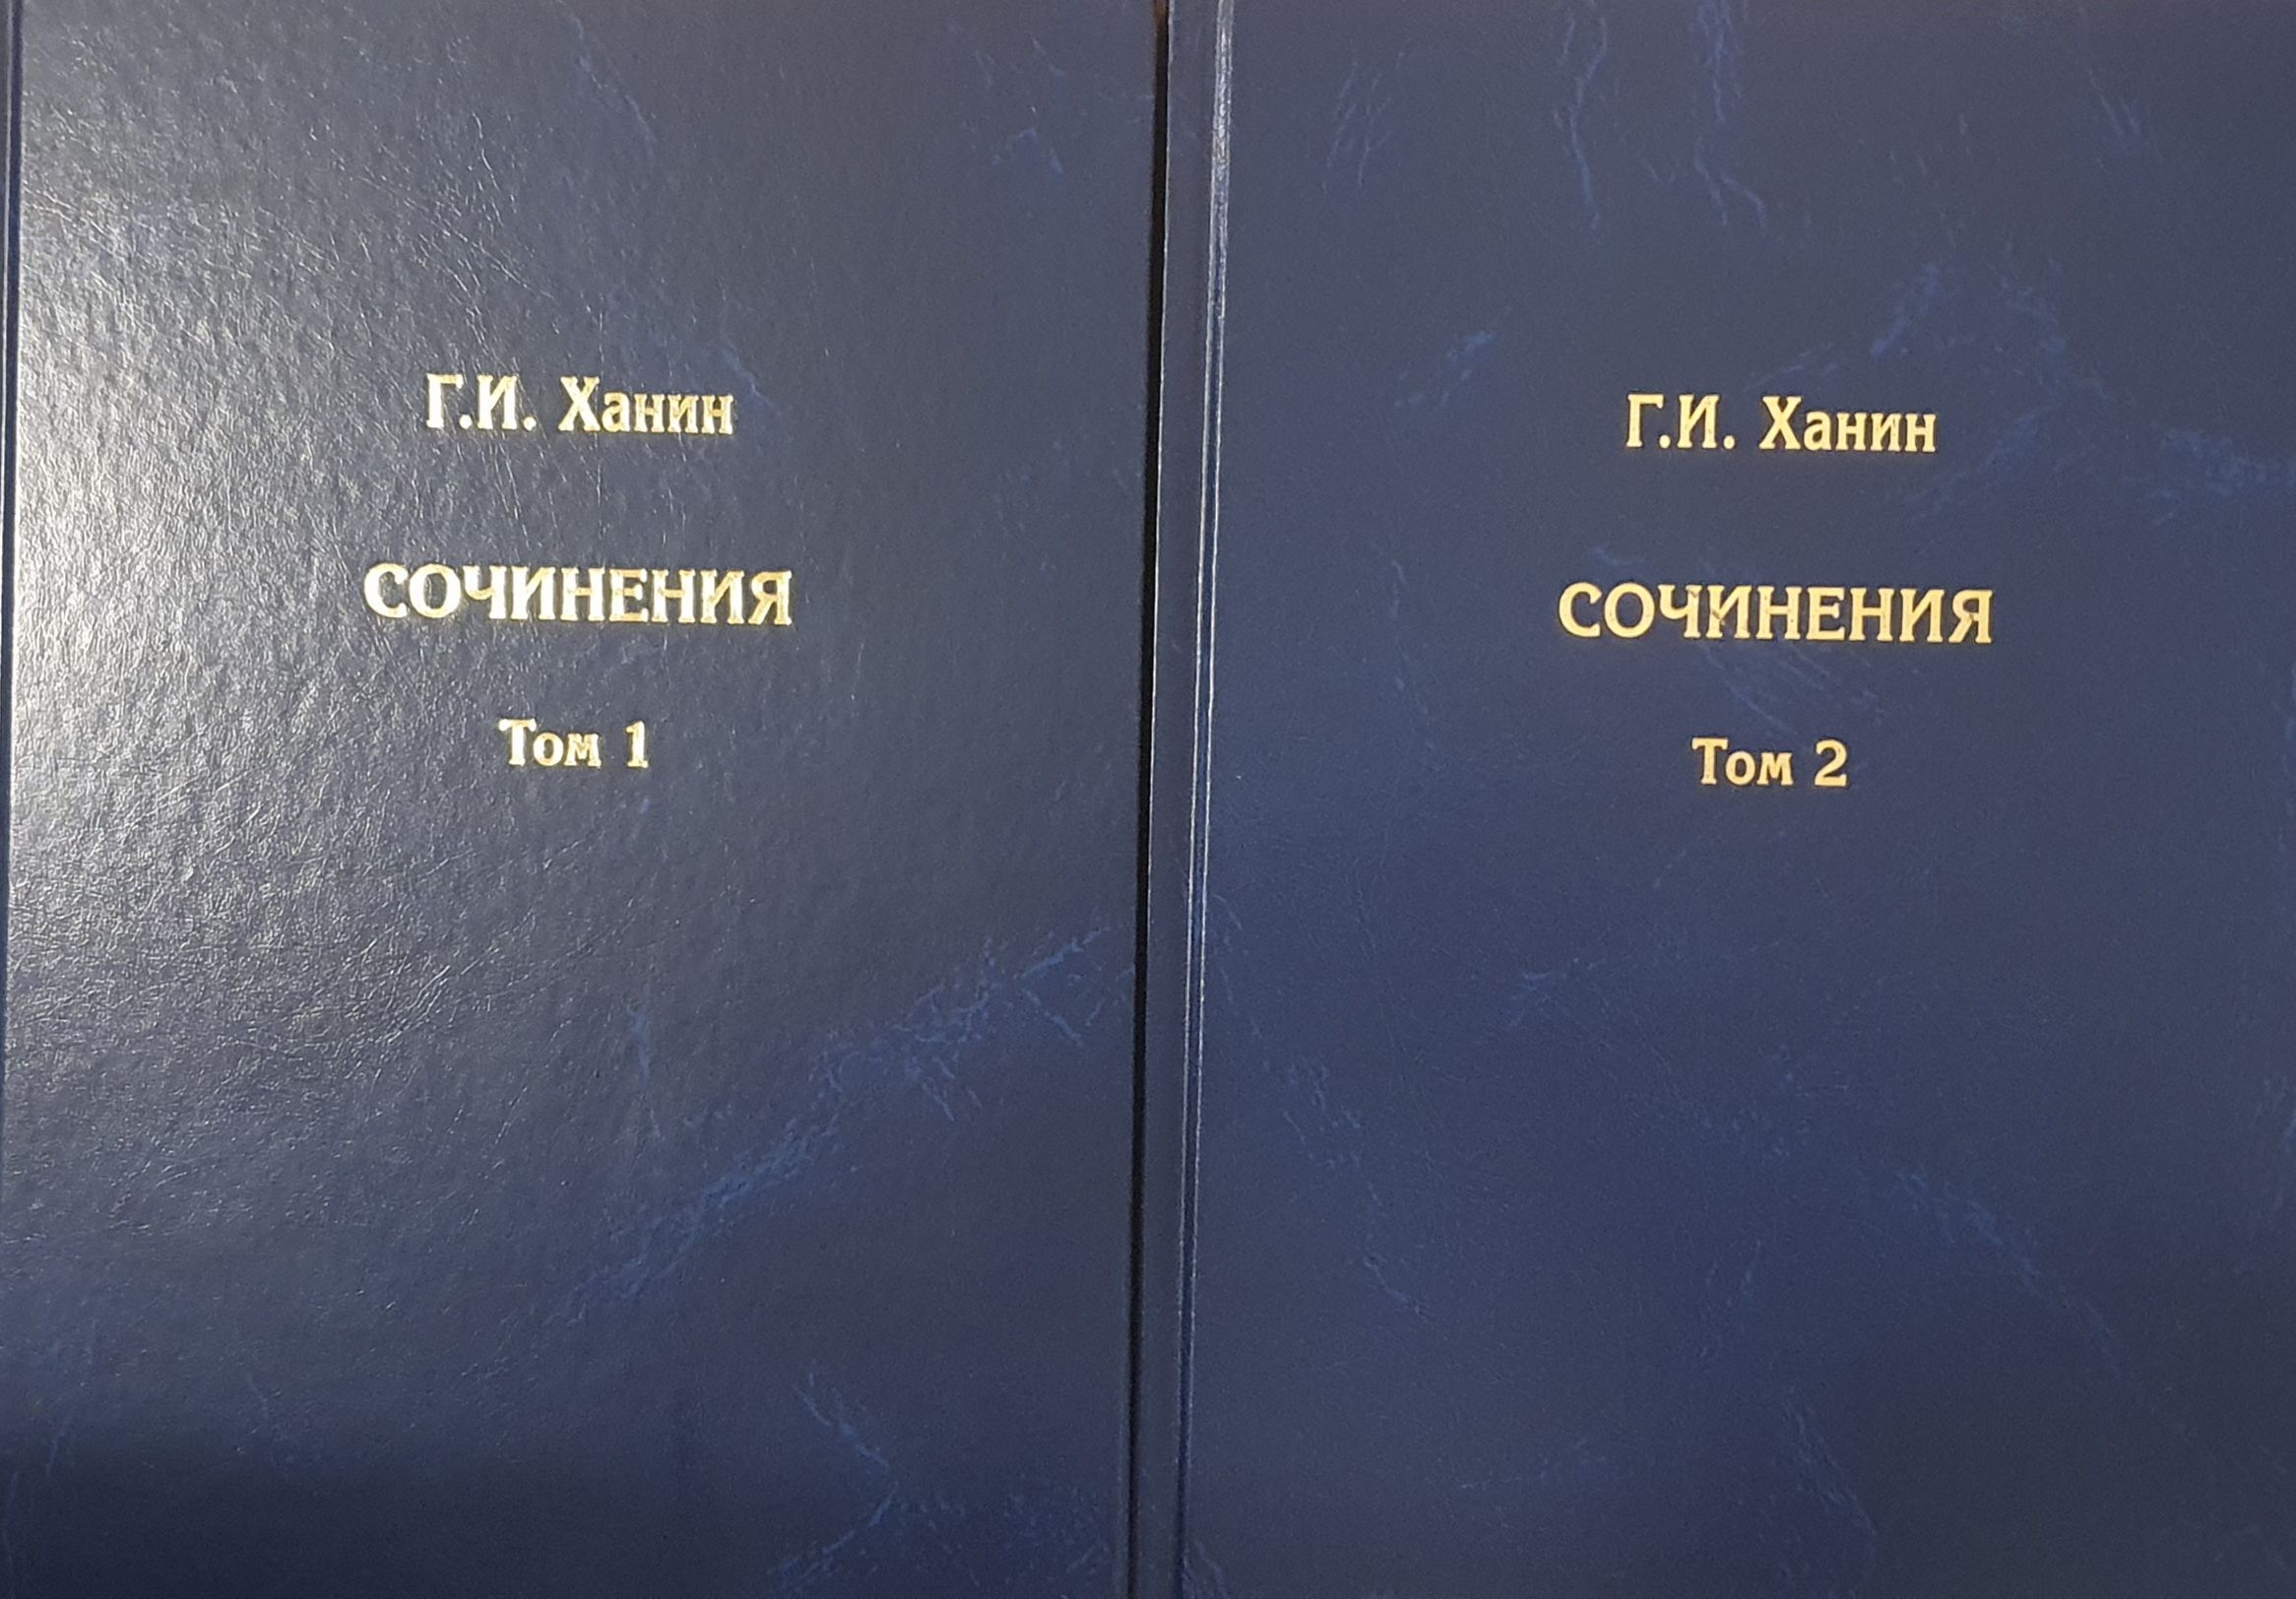 Г.И. Ханин
СОЧИНЕНИЯ
Том 1
Г.И. Ханин
СОЧИНЕНИЯ
Том 2